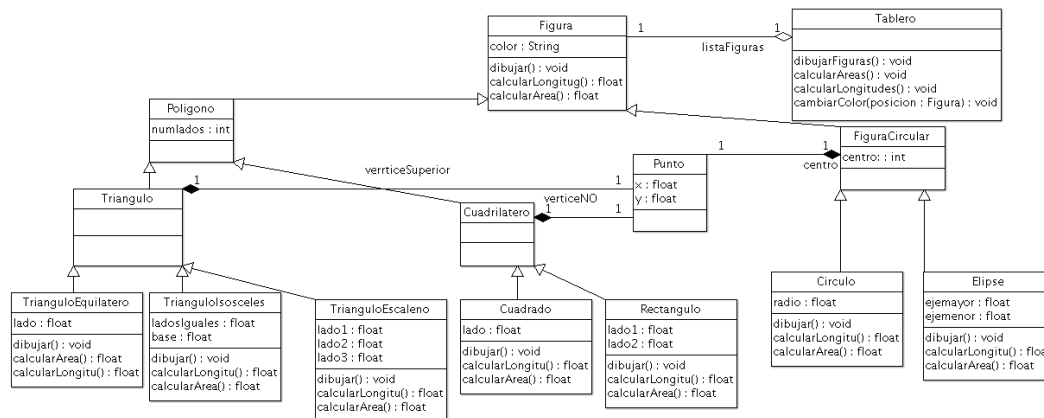 Figura
color : String
dibujar() : void
calcularLongitug() : float
calcularArea() : float
1
1
listaFiguras
Tablero
dibujarFiguras() : void
calcularAreas() : void
calcularLongitudes() : void
cambiarColor(posicion : Figura) : void
Poligono
numlados : int
FiguraCircular
centro: : int
1
1
centro
Punto
x : float
y : float
verrticeSuperior
1
1
Triangulo
verticeNO
1
1
Cuadrilatero
TrianguloEquilatero
lado : float
dibujar() : void
calcularArea() : float
calcularLongitu() : float
TrianguloIsosceles
ladosIguales : float
base : float
dibujar() : void
calcularLongitu() : float
calcularArea() : float
TrianguloEscaleno
lado1 : float
lado2 : float
lado3 : float
dibujar() : void
calcularLongitu() : float
calcularArea() : float
Cuadrado
lado : float
dibujar() : void
calcularLongitu() : float
calcularArea() : float
Rectangulo
lado1 : float
lado2 : float
dibujar() : void
calcularLongitu() : float
calcularArea() : float
Circulo
radio : float
dibujar() : void
calcularLongitu() : float
calcularArea() : float
Elipse
ejemayor : float
ejemenor : float
dibujar() : void
calcularLongitu() : float
calcularArea() : float